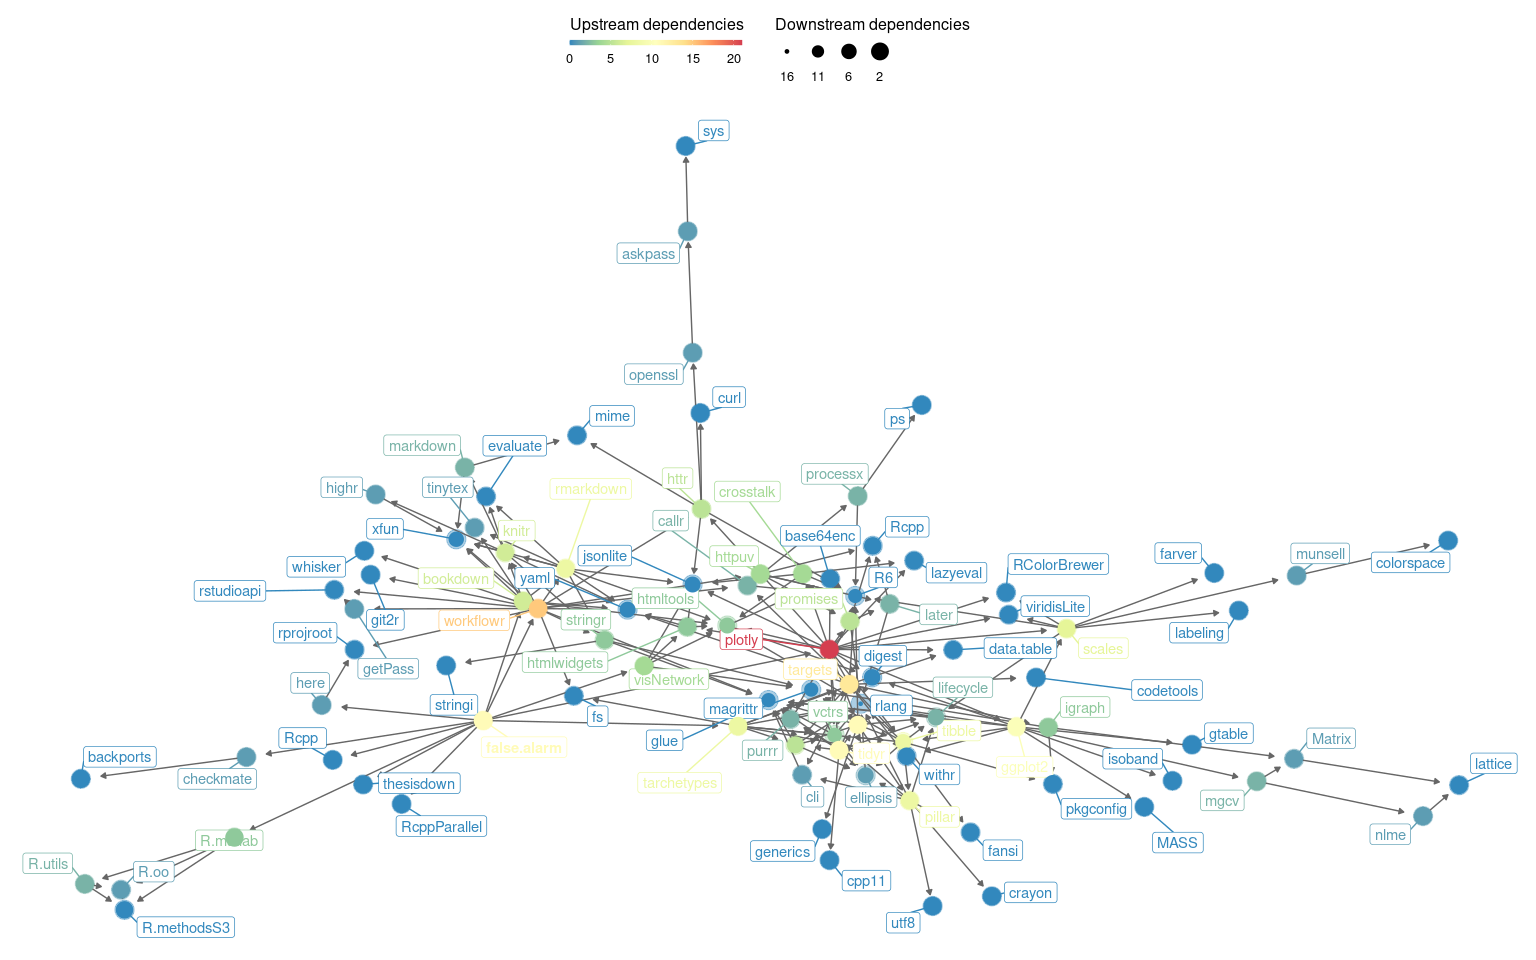 Upstream dependencies
Downstream dependencies
0 5 10 15 20
16 11 6 2
sys
askpass
openssl
curl
mime
ps
markdown
evaluate
highr
tinytex
rmarkdown
httr
crosstalk
processx
callr
xfun
knitr
base64enc
Rcpp
whisker
jsonlite
httpuv
farver
munsell
colorspace
bookdown
yaml
R6
lazyeval
RColorBrewer
rstudioapi
htmltools
promises
viridisLite
git2r
workflowr
stringr
later
labeling
rprojroot
plotly
data.table
scales
getPass
htmlwidgets
digest
here
visNetwork
targets
lifecycle
codetools
stringi
magrittr
vctrs
rlang
igraph
fs
Rcpp
false.alarm
glue
purrr
tidyr
tibble
gtable
Matrix
backports
checkmate
thesisdown
tarchetypes
cli
ellipsis
withr
ggplot2
isoband
lattice
RcppParallel
pillar
pkgconfig
mgcv
R.matlab
generics
fansi
MASS
nlme
R.utils
R.oo
cpp11
crayon
R.methodsS3
utf8